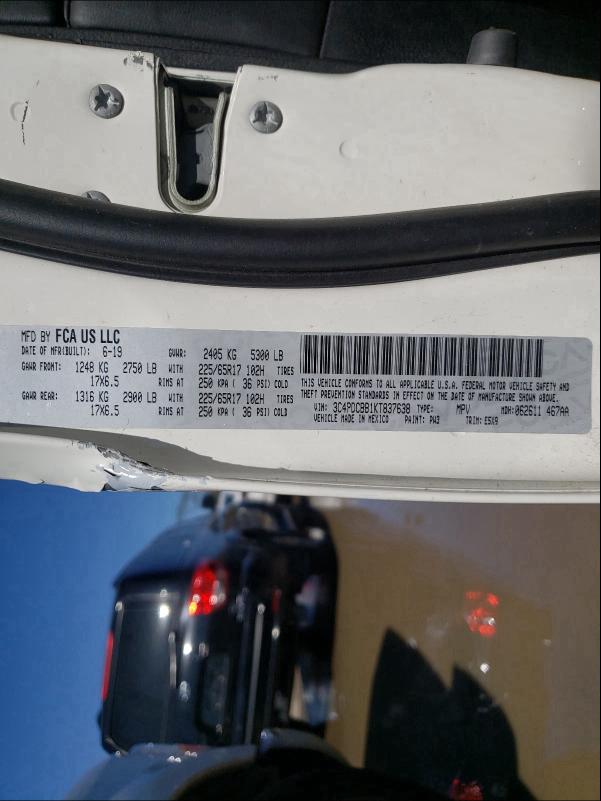 MFD BY FCA US LLC
DATE OF MFR(BUILT): 6-19 GVWR: 2405 KG 5300 LB
GAWR FRONT: 1248 KG 2750 LB WITH 225/65R17 102H TIRES
17X6.5 RIMS AT 250 KPA ( 36 PSI) COLD
GAWR REAR: 1316 KG 2900 LB WITH 225/65R17 102H TIRES
17X6.5 RIMS AT 250 KPA ( 36 PSI) COLD
THIS VEHICLE CONFORMS TO ALL APPLICABLE U.S.A. FEDERAL MOTOR VEHICLE SAFETY AND
THEFT PREVENTION STANDARDS IN EFFECT ON THE DATE OF MANUFACTURE SHOWN ABOVE.
VIN: 3C4PDCBB1KT837638 TYPE: MPV MDH: 062611 467AA
VEHICLE MADE IN MEXICO PAINT: PW3 TRIM: E5X9